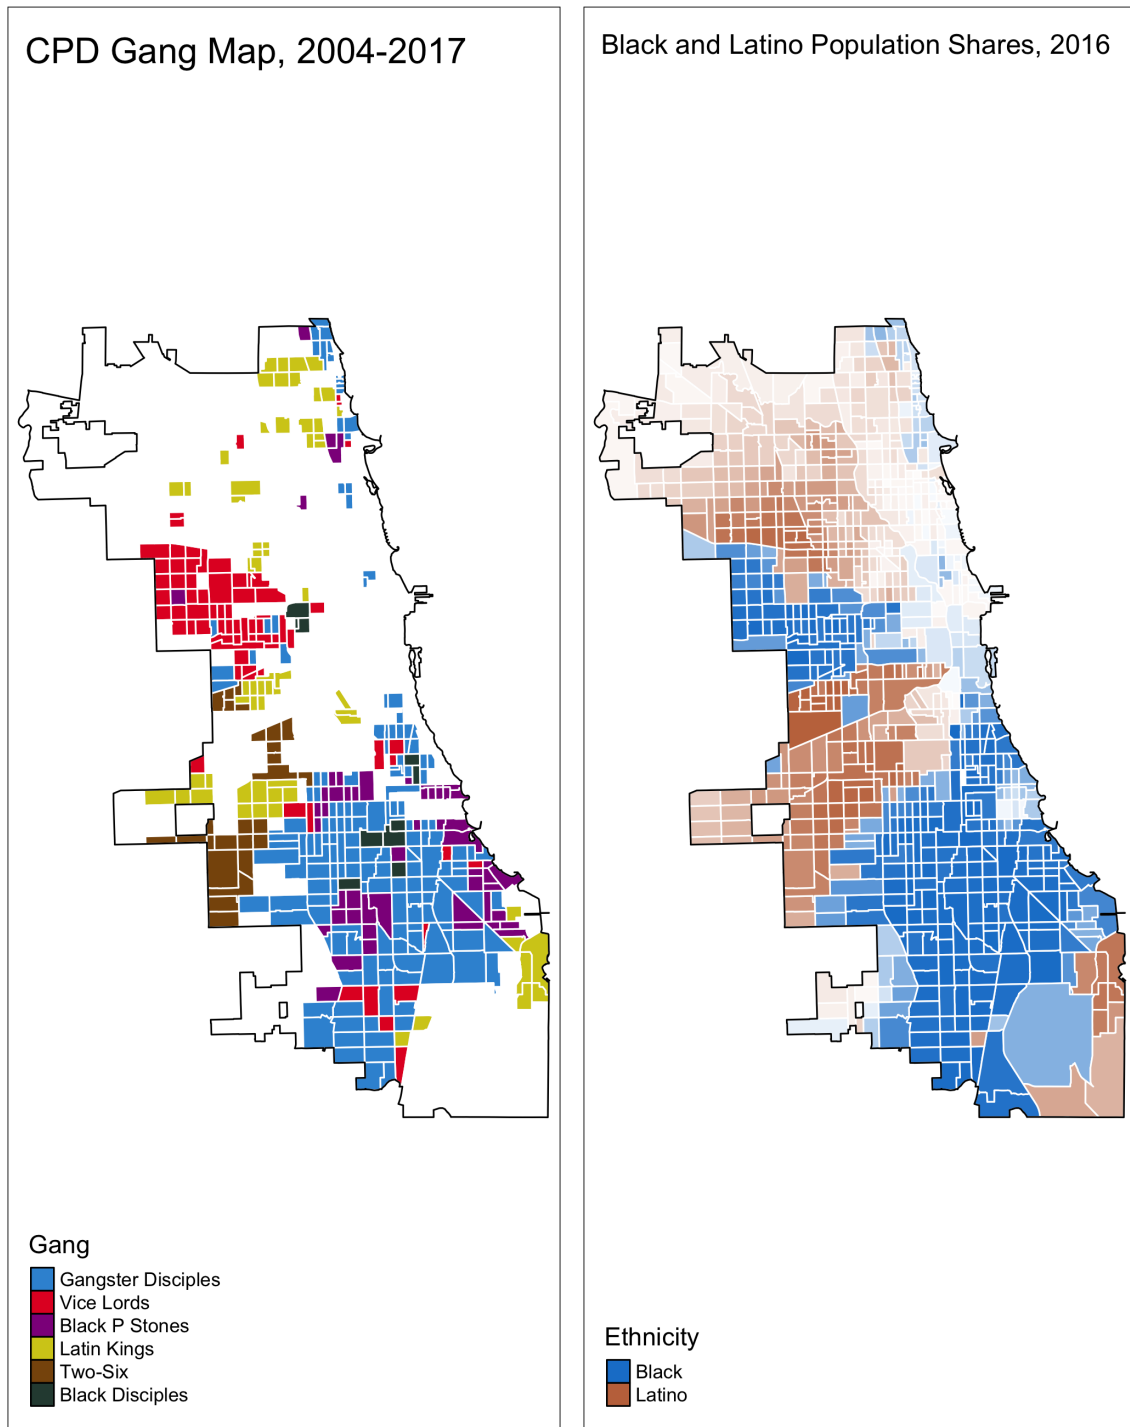 CPD Gang Map, 2004-2017
Gang
Gangster Disciples
Vice Lords
Black P Stones
Latin Kings
Two-Six
Black Disciples
Black and Latino Population Shares, 2016
Ethnicity
Black
Latino